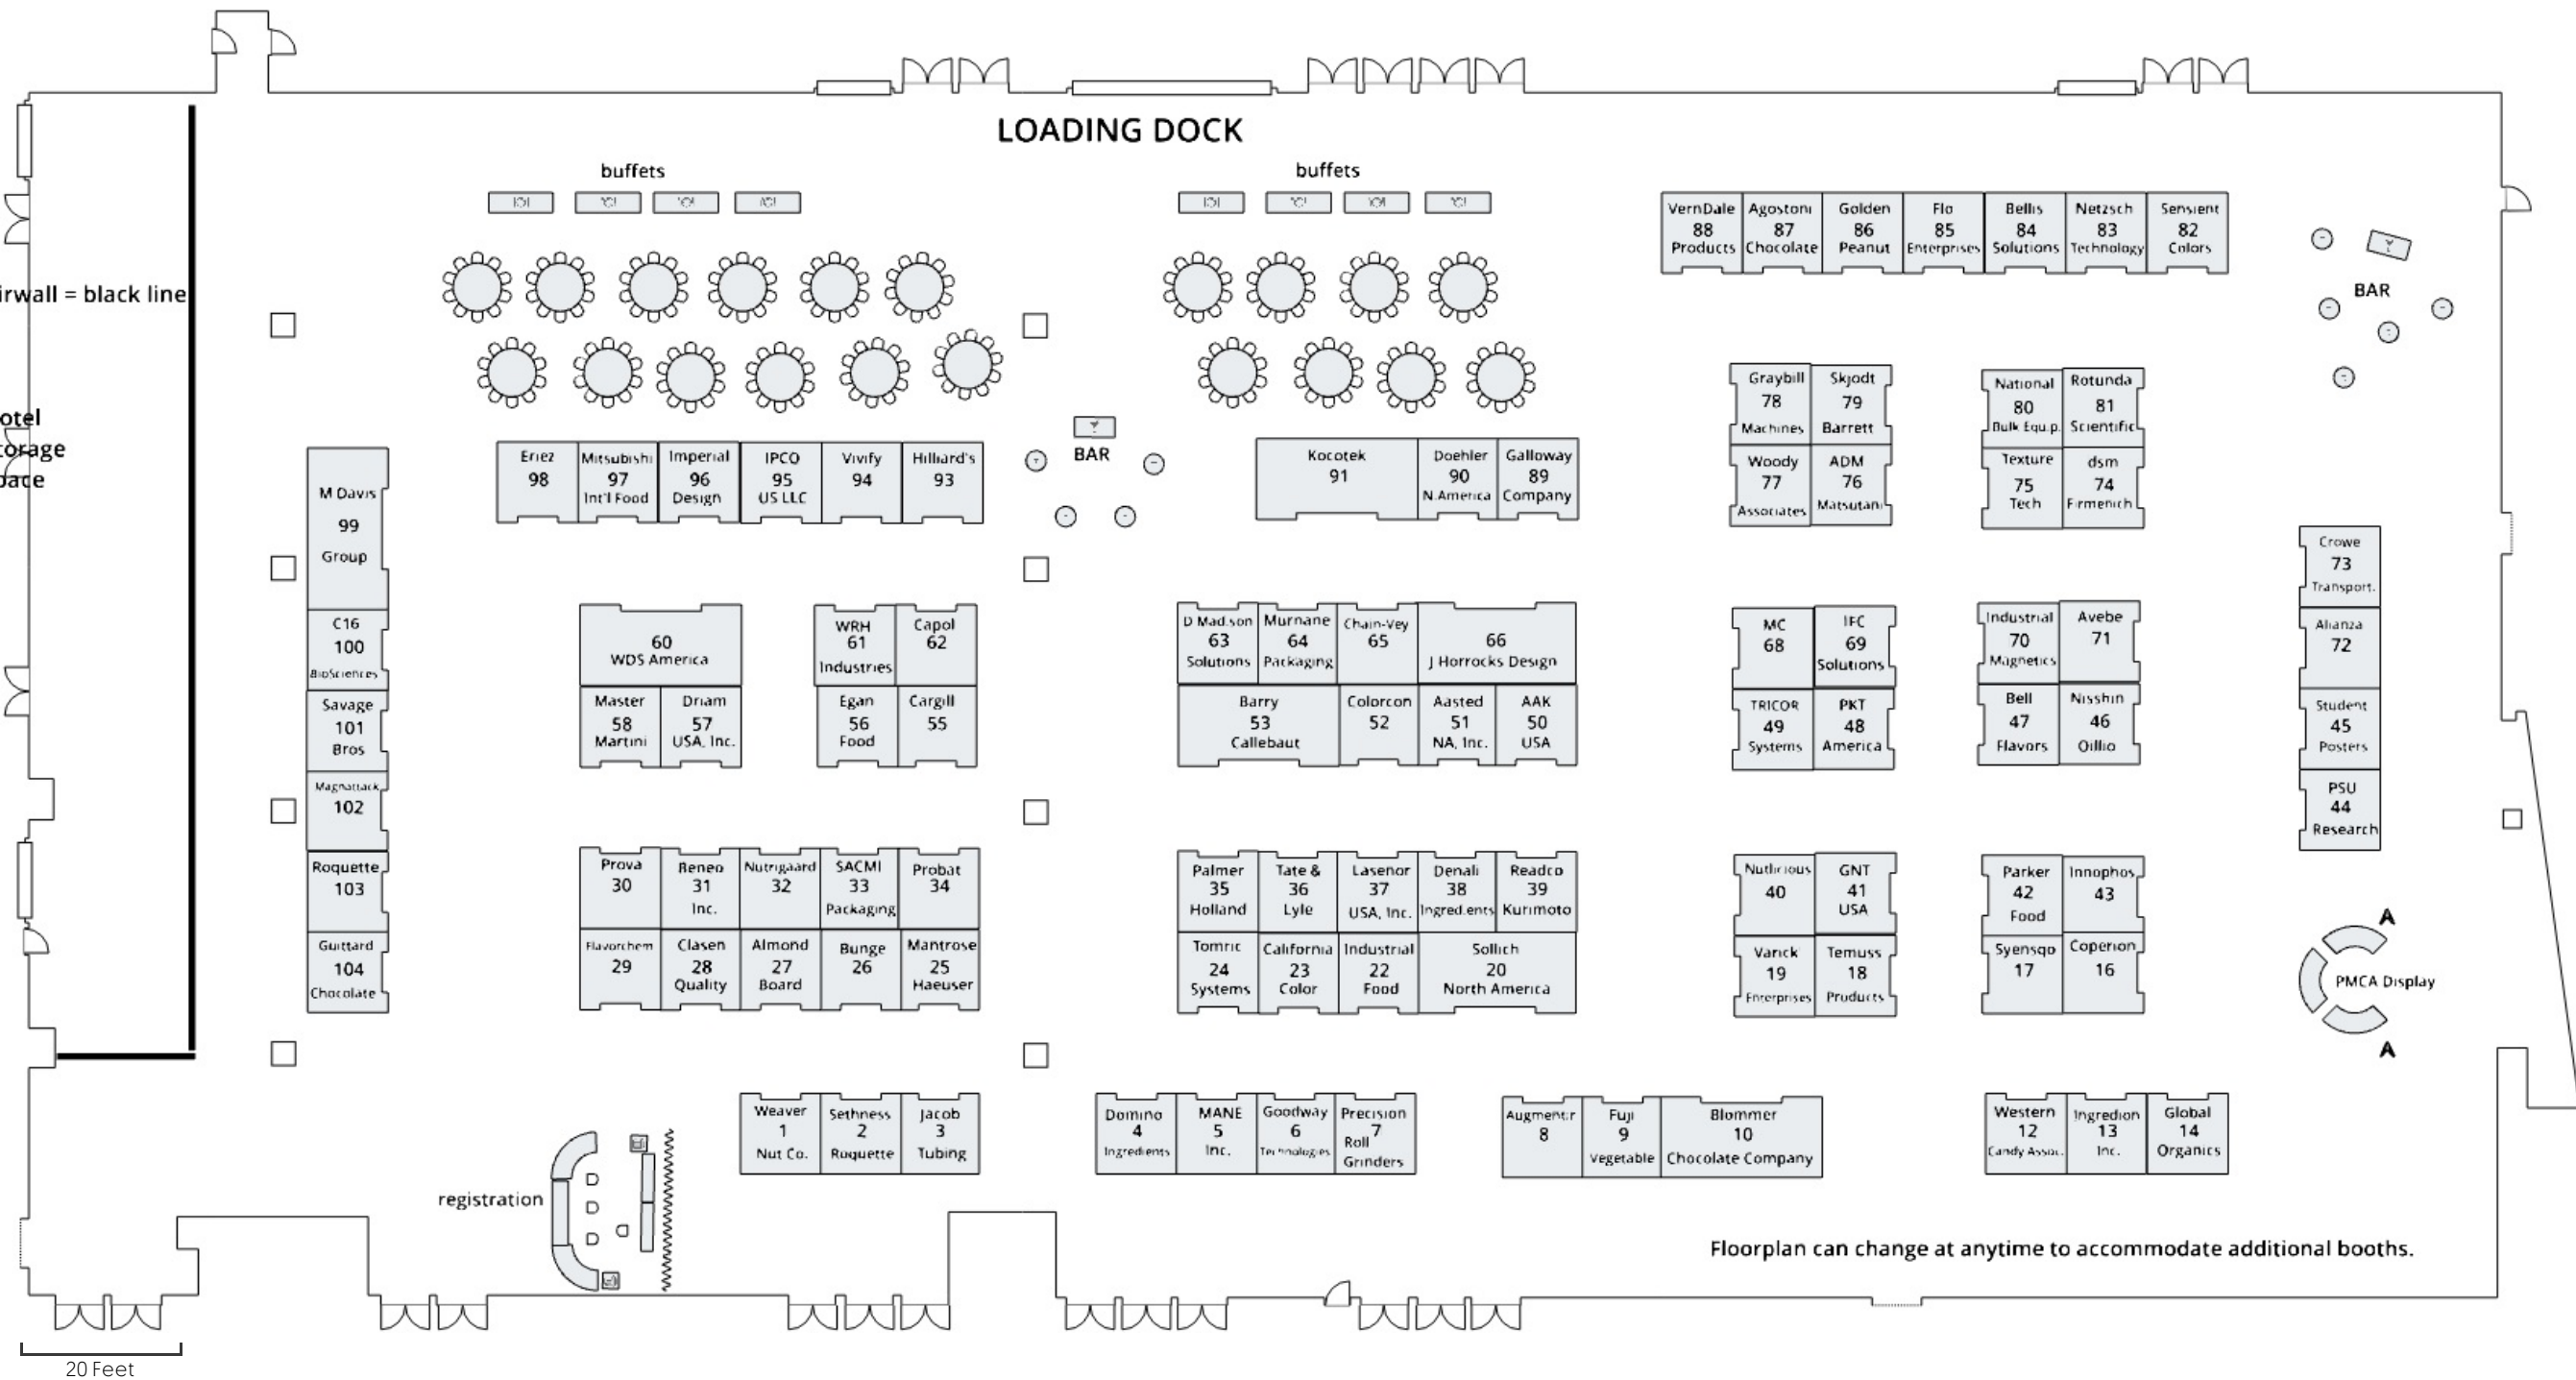 LOADING DOCK
buffets
buffets
VernDale
88
Products
Agostoni
87
Chocolate
Golden
86
Peanut
Flo
85
Enterprises
Bellis
84
Solutions
Netzsch
83
Technology
Sensient
82
Colors
BAR
irwall = black line
otel
torage
pace
Graybill
78
Machines
Skjodt
79
Barrett
National
80
Bulk Equip.
Rotunda
81
Scientific
Woody
77
Associates
ADM
76
Matsutani
Texture
75
Tech
dsm
74
Firmenich
BAR
Eriez
98
Mitsubishi
97
Int'l Food
Imperial
96
Design
IPCO
95
US LLC
Vivify
94
Hilliard's
93
Kocotek
91
Doehler
90
N.America
Galloway
89
Company
M Davis
99
Group
C16
100
BioSciences
Savage
101
Bros
Magnattack
102
Roquette
103
Guittard
104
Chocolate
60
WDS America
WRH
61
Industries
Capol
62
Master
58
Martini
Driam
57
USA, Inc.
Egan
56
Food
Cargill
55
D Madison
63
Solutions
Murnane
64
Packaging
Chain-Vey
65
66
J Horrocks Design
Barry
53
Callebaut
Colorcon
52
Aasted
51
NA, Inc.
AAK
50
USA
MC
68
IFC
69
Solutions
TRICOR
49
Systems
PKT
48
America
Industrial
70
Magnetics
Avebe
71
Bell
47
Flavors
Nisshin
46
Oillio
Crowe
73
Transport.
Alianza
72
Student
45
Posters
PSU
44
Research
Prova
30
Beneo
31
Inc.
Nutrigaard
32
SACMI
33
Packaging
Probat
34
Flavorchem
29
Clasen
28
Quality
Almond
27
Board
Bunge
26
Mantrose
25
Haeuser
Palmer
35
Holland
Tate &
36
Lyle
Lasenor
37
USA, Inc.
Denali
38
Ingredients
Readco
39
Kurimoto
Tomric
24
Systems
California
23
Color
Industrial
22
Food
Sollich
20
North America
Nutlicious
40
GNT
41
USA
Varick
19
Enterprises
Temuss
18
Products
Parker
42
Food
Innophos
43
Syensqo
17
Coperion
16
A
PMCA Display
A
Weaver
1
Nut Co.
Sethness
2
Roquette
Jacob
3
Tubing
Domino
4
Ingredients
MANE
5
Inc.
Goodway
6
Technologies
Precision
7
Roll
Grinders
Augmentir
8
Fuji
9
Vegetable
Blommer
10
Chocolate Company
Western
12
Candy Assoc.
Ingredion
13
Inc.
Global
14
Organics
registration
Floorplan can change at anytime to accommodate additional booths.
20 Feet